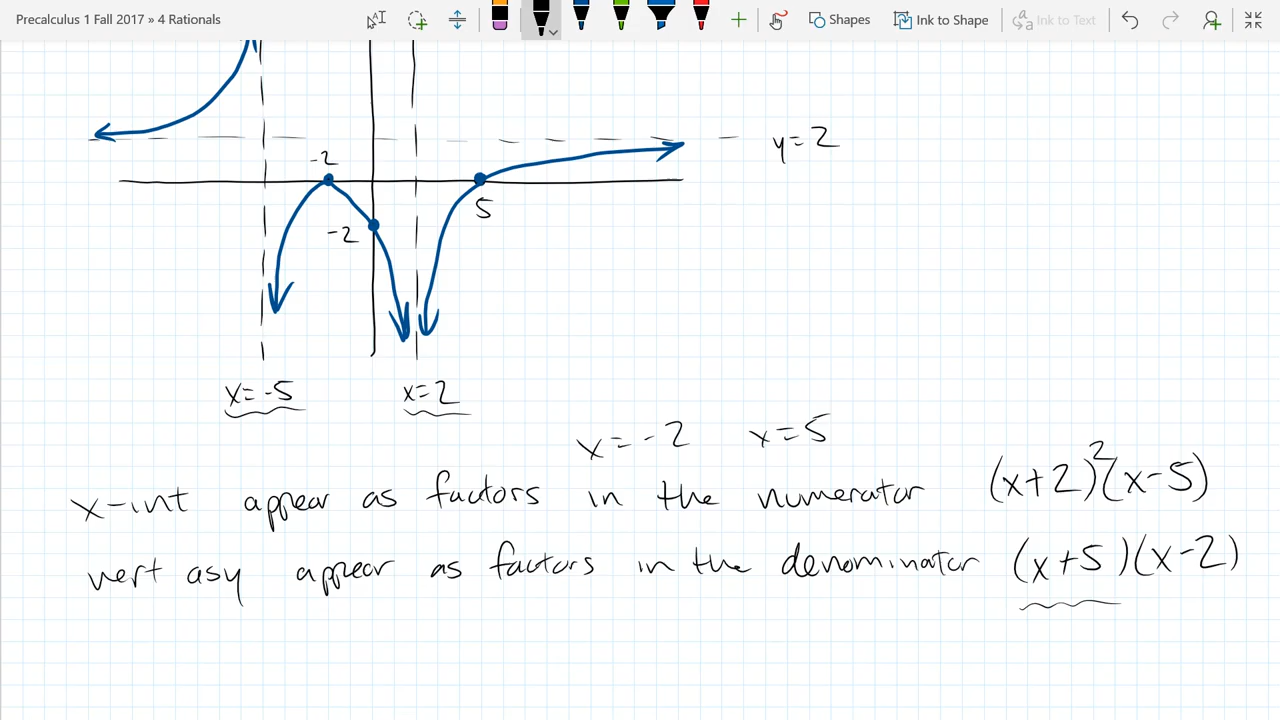 Precalculus 1 Fall 2017 » 4 Rationals
Shapes
Ink to Shape
Ink to Text
y=2
-2
5
-2
x=-5
x=2
x=-2 x=5
x-int appear as factors in the numerator (x+2)²(x-5)
vert asy appear as factors in the denominator (x+5)(x-2)